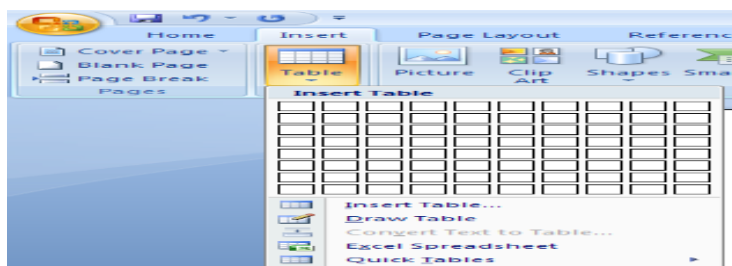 Home Insert Page Layout Referenc
Cover Page
Blank Page
Page Break
Pages
Table
Picture
Clip Art
Shapes
Sma
Insert Table
Insert Table...
Draw Table
Convert Text to Table...
Excel Spreadsheet
Quick Tables